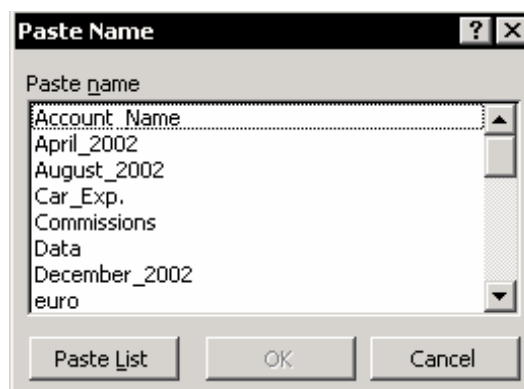 Paste Name
Paste name
Account_Name
April_2002
August_2002
Car_Exp.
Commissions
Data
December_2002
euro
Paste List OK Cancel